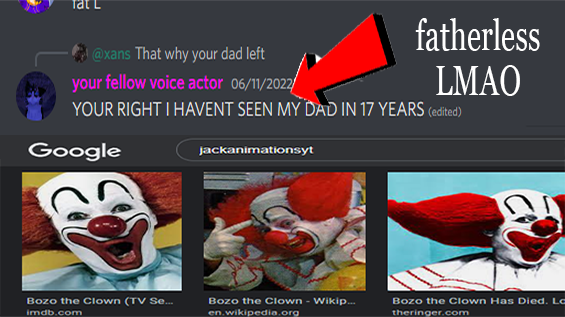 fat L
@xans That why your dad left
your fellow voice actor 06/11/2022
YOUR RIGHT I HAVENT SEEN MY DAD IN 17 YEARS (edited)
fatherless
LMAO
Google
jackanimationsyt
Bozo the Clown (TV Se...
imdb.com
Bozo the Clown - Wikip...
en.wikipedia.org
Bozo the Clown Has Died. Lo
theringer.com